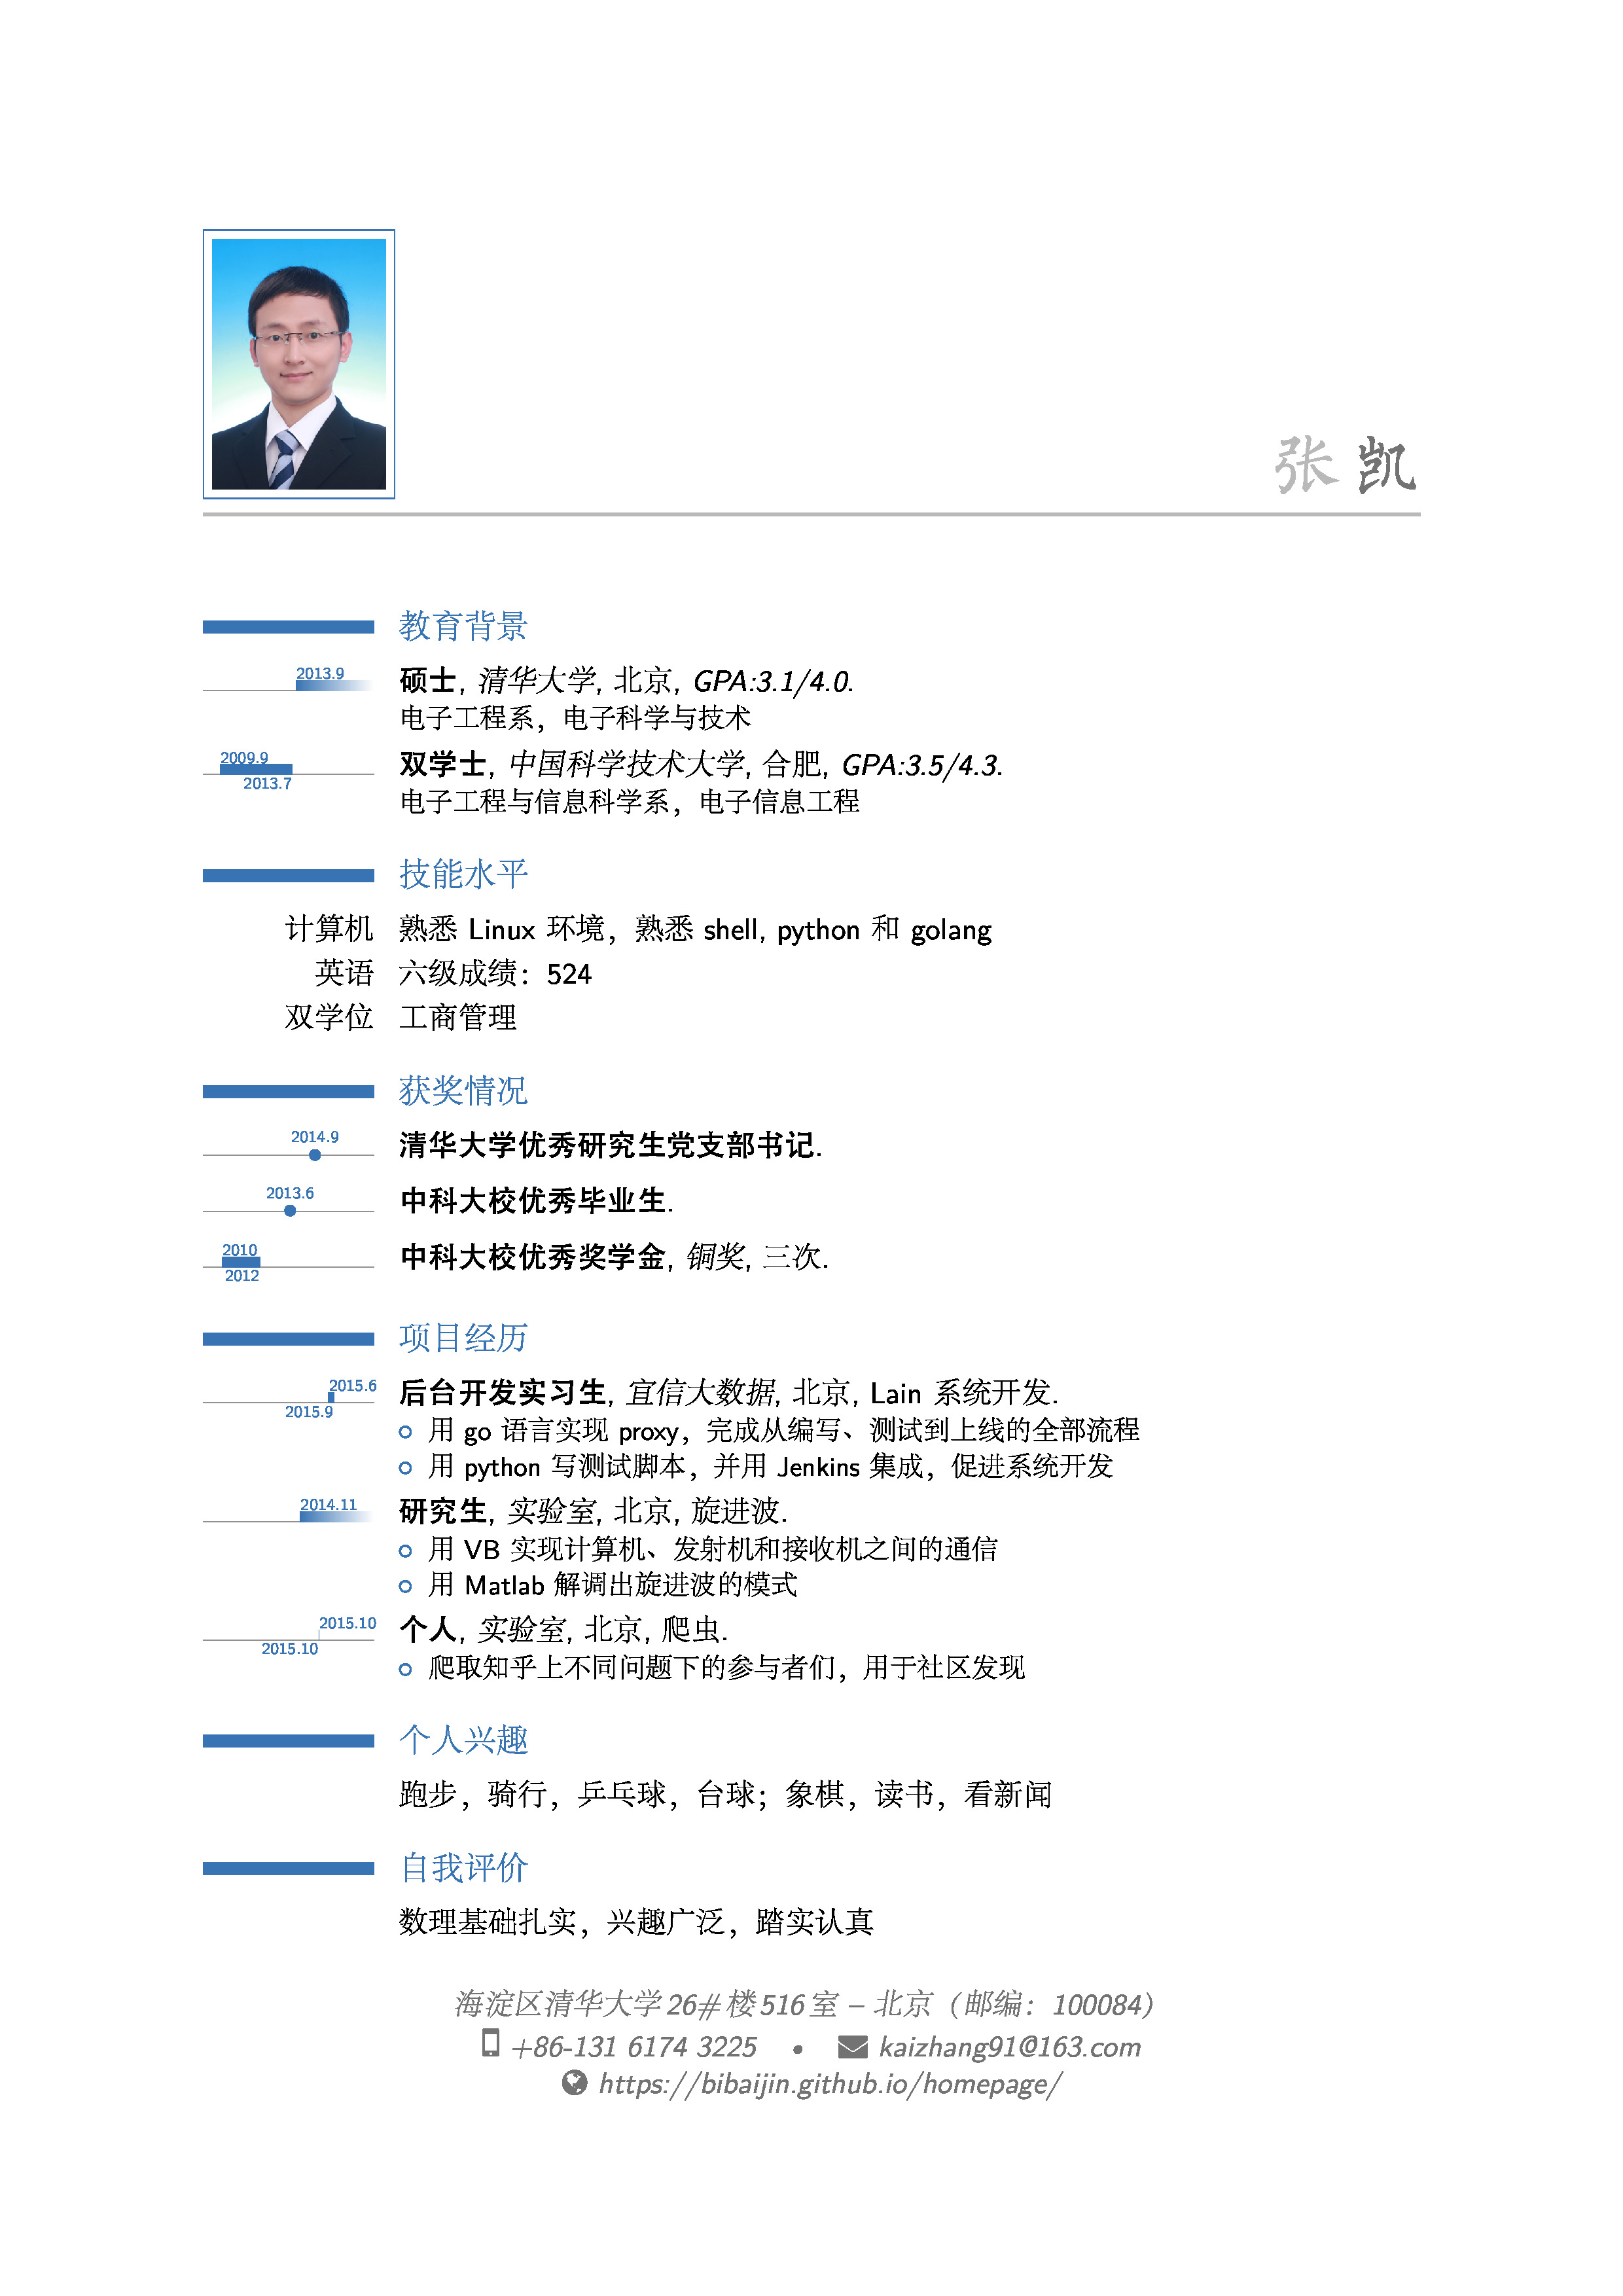 张 凯
教育背景
2013.9
硕士, 清华大学, 北京, GPA:3.1/4.0.
电子工程系，电子科学与技术
2009.9
2013.7
双学士, 中国科学技术大学, 合肥, GPA:3.5/4.3.
电子工程与信息科学系，电子信息工程
技能水平
计算机 熟悉 Linux 环境，熟悉 shell, python 和 golang
英语 六级成绩：524
双学位 工商管理
获奖情况
2014.9
清华大学优秀研究生党支部书记.
2013.6
中科大校优秀毕业生.
2010
2012
中科大校优秀奖学金, 铜奖, 三次.
项目经历
2015.6
2015.9
后台开发实习生, 宜信大数据, 北京, Lain 系统开发.
用 go 语言实现 proxy，完成从编写、测试到上线的全部流程
用 python 写测试脚本，并用 Jenkins 集成，促进系统开发
2014.11
研究生, 实验室, 北京, 旋进波.
用 VB 实现计算机、发射机和接收机之间的通信
用 Matlab 解调出旋进波的模式
2015.10
2015.10
个人, 实验室, 北京, 爬虫.
爬取知乎上不同问题下的参与者们，用于社区发现
个人兴趣
跑步，骑行，乒乓球，台球；象棋，读书，看新闻
自我评价
数理基础扎实，兴趣广泛，踏实认真
海淀区清华大学26#楼516室 – 北京（邮编：100084）
+86-131 6174 3225 • kaizhang91@163.com
https://bibaijin.github.io/homepage/